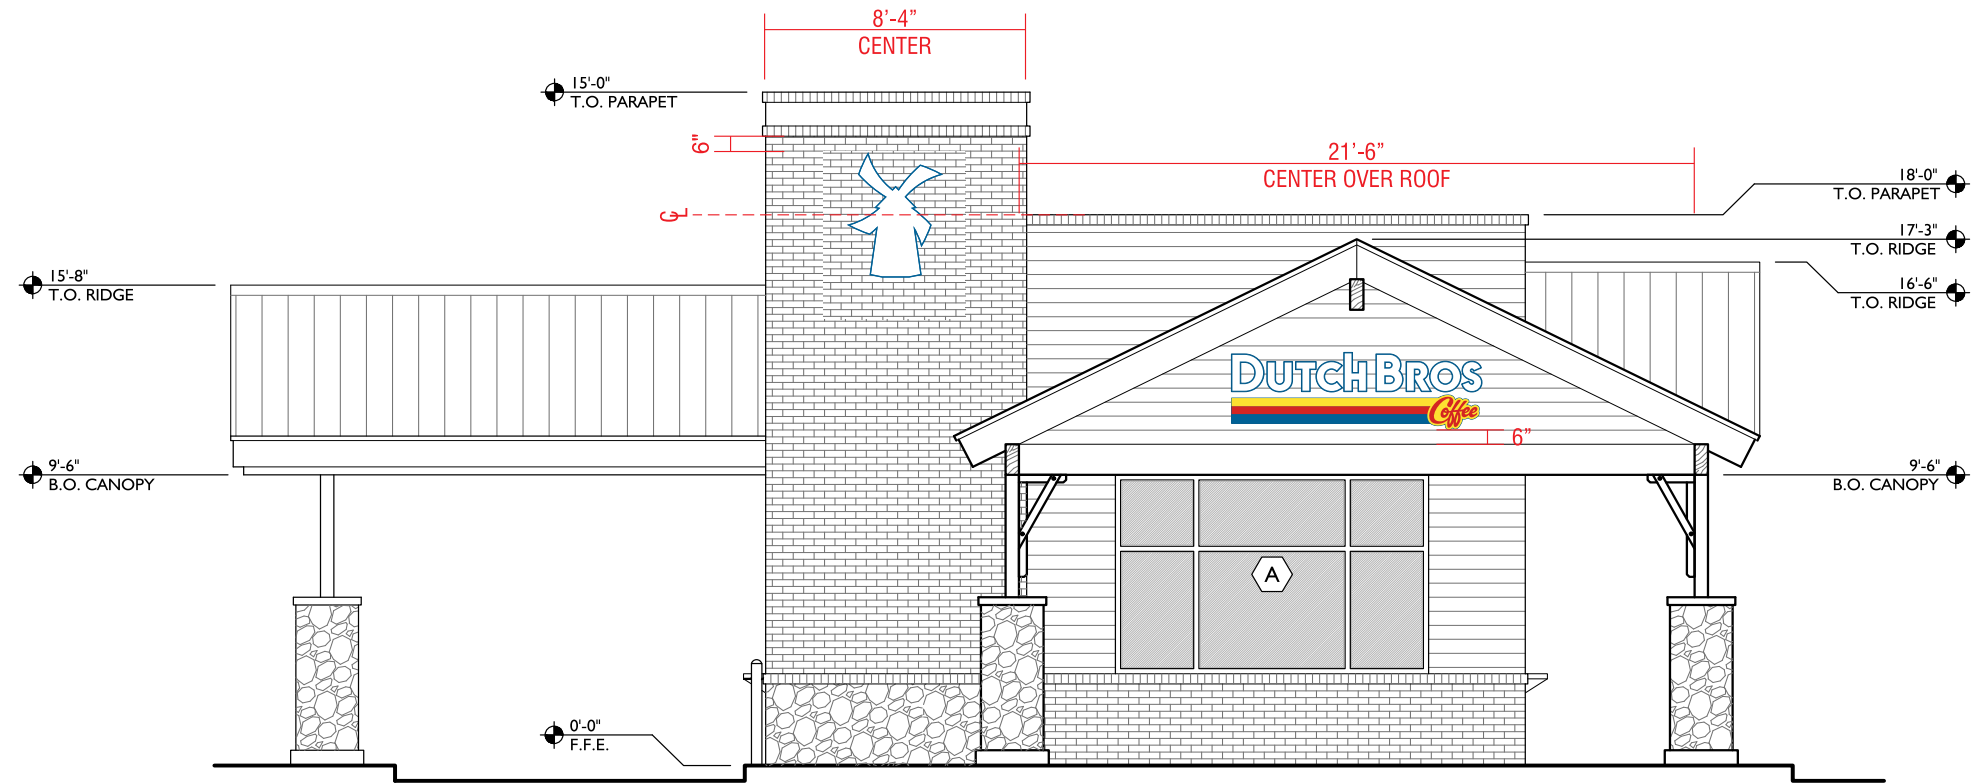 8’-4”
CENTER
15'-0"
T.O. PARAPET
6"
21’-6”
CENTER OVER ROOF
18'-0"
T.O. PARAPET
CL
17'-3"
T.O. RIDGE
15'-8"
T.O. RIDGE
16'-6"
T.O. RIDGE
DUTCH BROS
Coffee
6”
9'-6"
B.O. CANOPY
9'-6"
B.O. CANOPY
A
0'-0"
F.F.E.